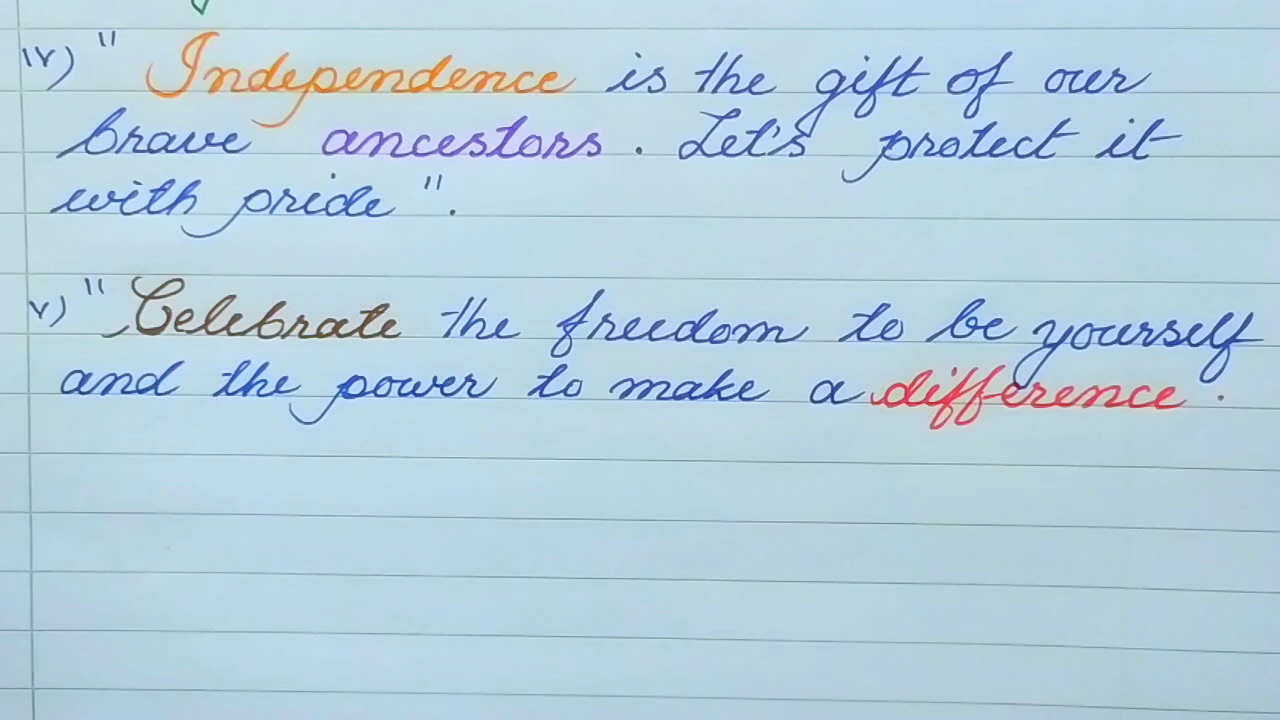 iv) " Independence is the gift of our
brave ancestors. Let's protect it
with pride ".
v) " Celebrate the freedom to be yourself
and the power to make a difference.